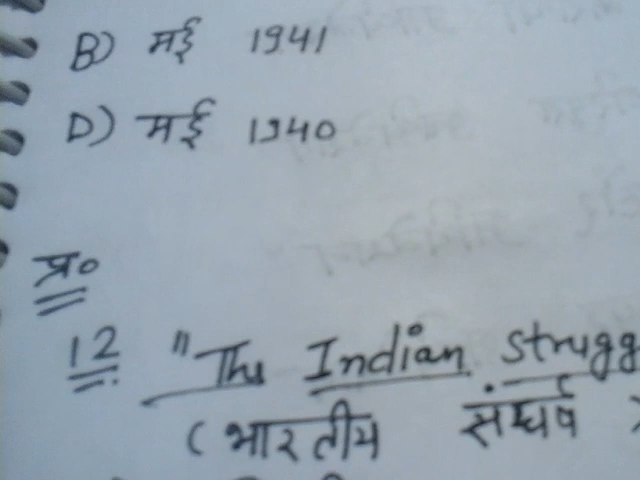 B) मई 1941
D) मई 1940
प्र०
12 "The Indian Strugg
(भारतीय संघर्ष)